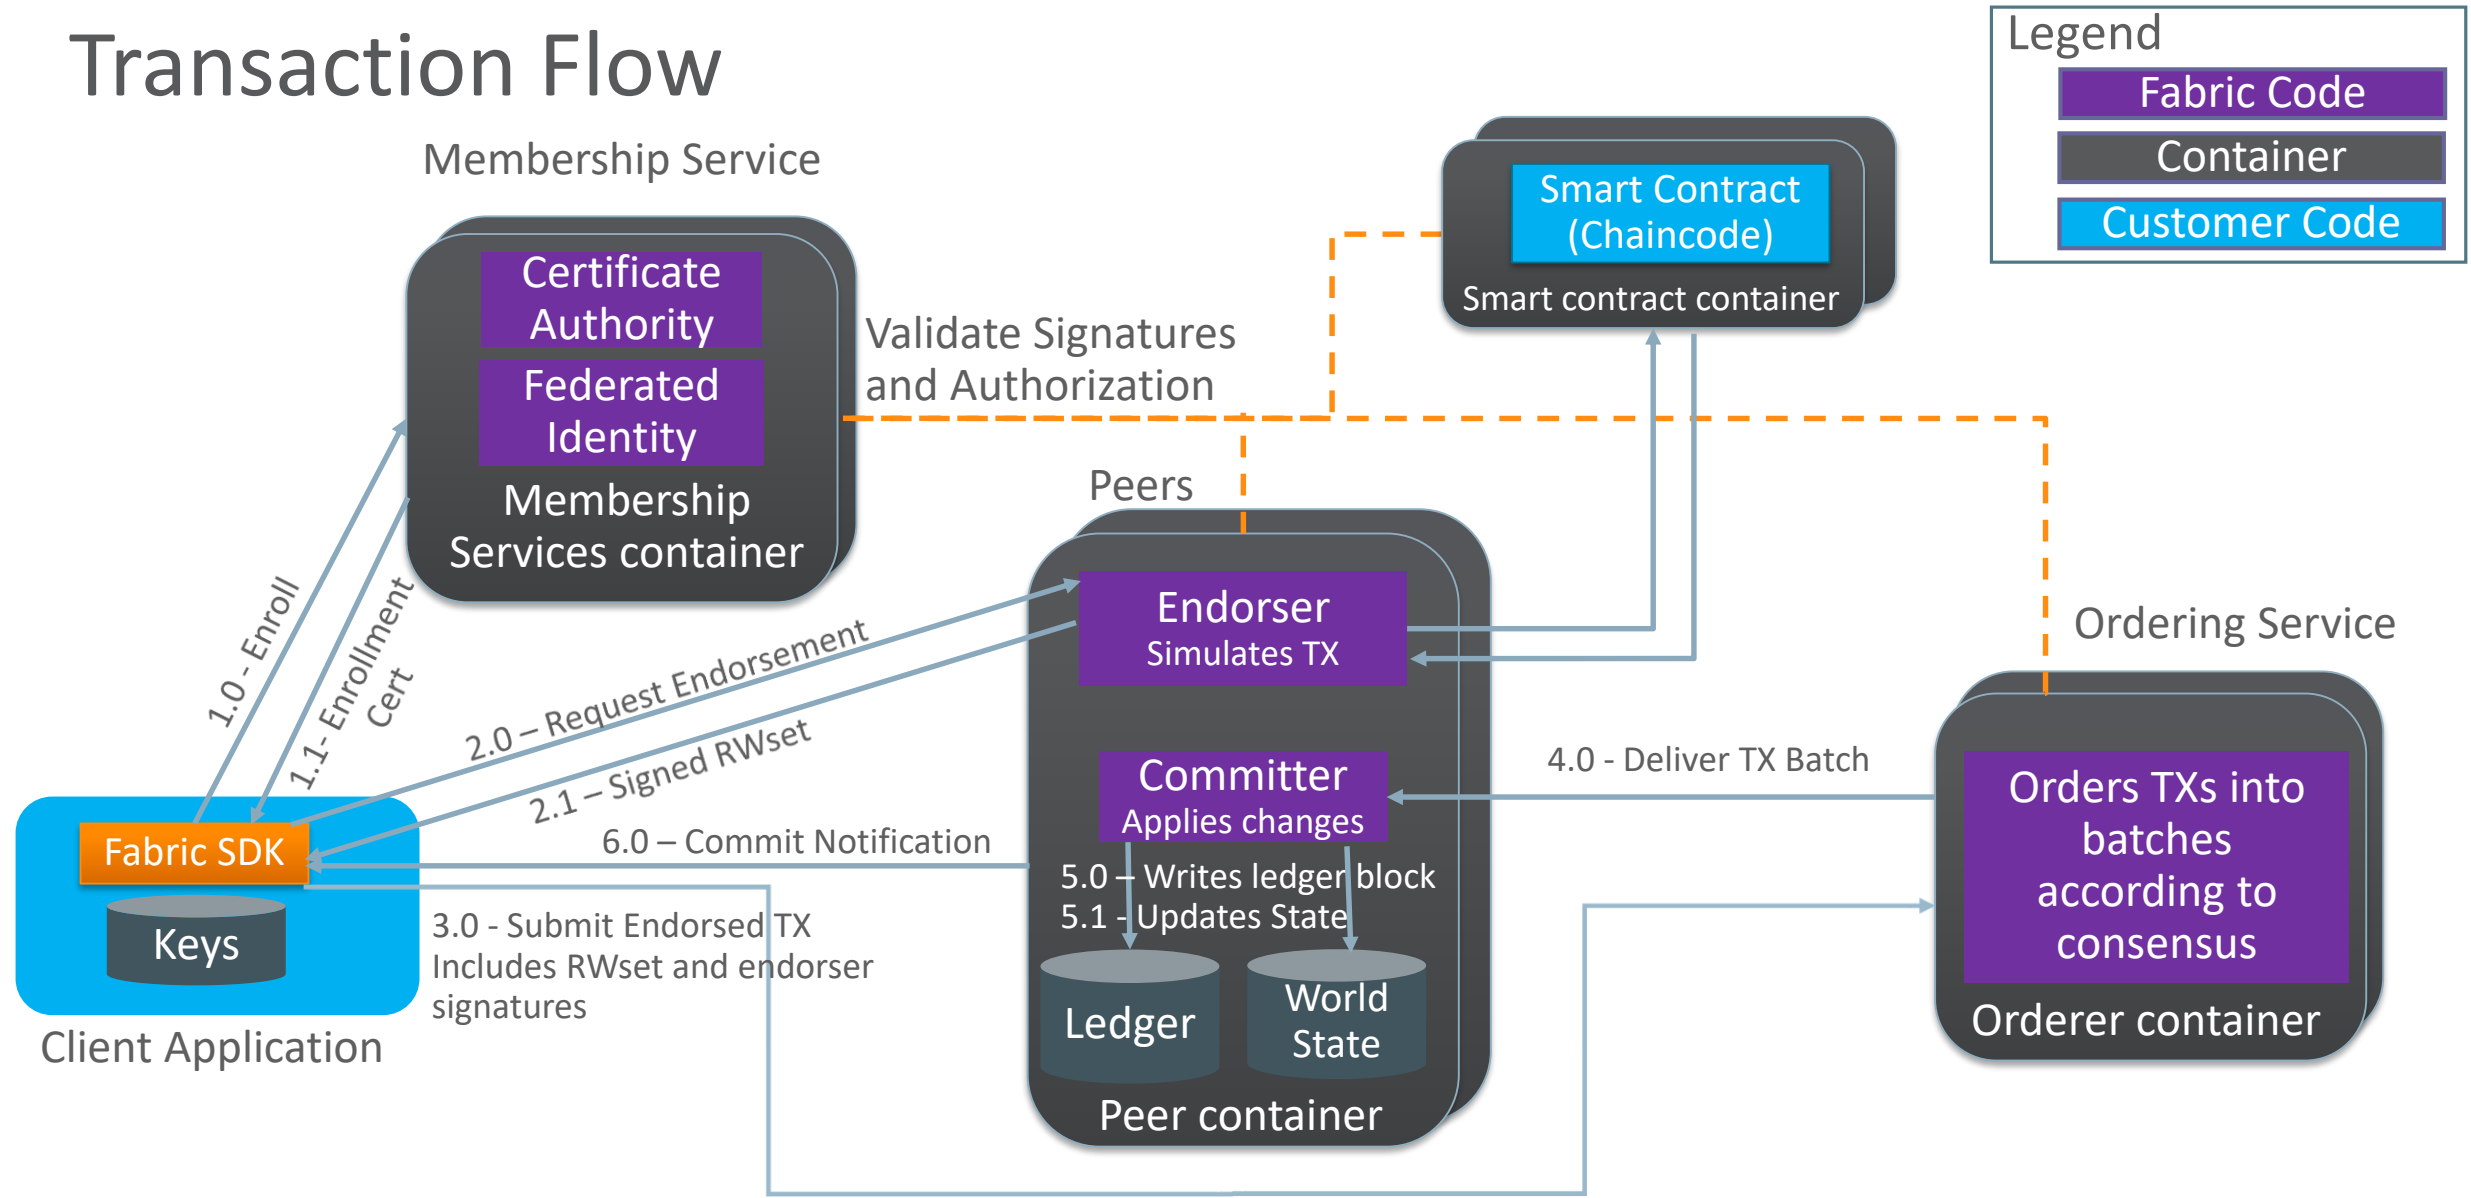 Transaction Flow
Legend
Fabric Code
Container
Customer Code
Membership Service
Certificate
Authority
Federated
Identity
Membership
Services container
Validate Signatures
and Authorization
Smart Contract
(Chaincode)
Smart contract container
Peers
Endorser
Simulates TX
Committer
Applies changes
5.0 – Writes ledger block
5.1 - Updates State
Ledger
World
State
Peer container
Ordering Service
Orders TXs into
batches
according to
consensus
Orderer container
4.0 - Deliver TX Batch
1.0 - Enroll
1.1- Enrollment
Cert
2.0 – Request Endorsement
2.1 – Signed RWset
6.0 – Commit Notification
3.0 - Submit Endorsed TX
Includes RWset and endorser
signatures
Fabric SDK
Keys
Client Application